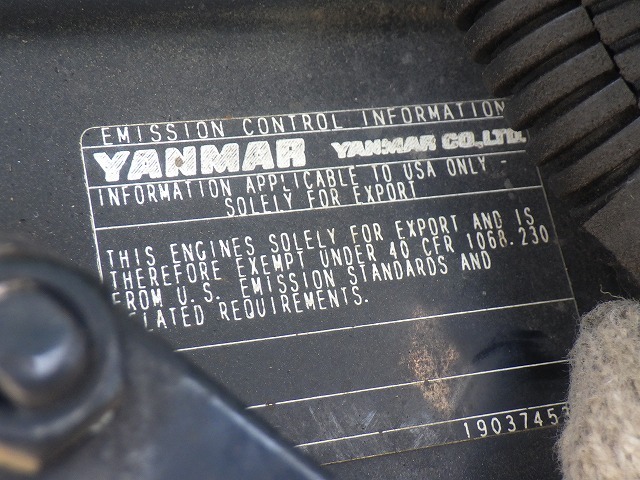 EMISSION CONTROL INFORMATION
YANMAR YANMAR CO.,LTD.
INFORMATION APPLICABLE TO USA ONLY -
SOLELY FOR EXPORT
THIS ENGINES SOLELY FOR EXPORT AND IS
THEREFORE EXEMPT UNDER 40 CFR 1068.230
FROM U.S. EMISSION STANDARDS AND
RELATED REQUIREMENTS.